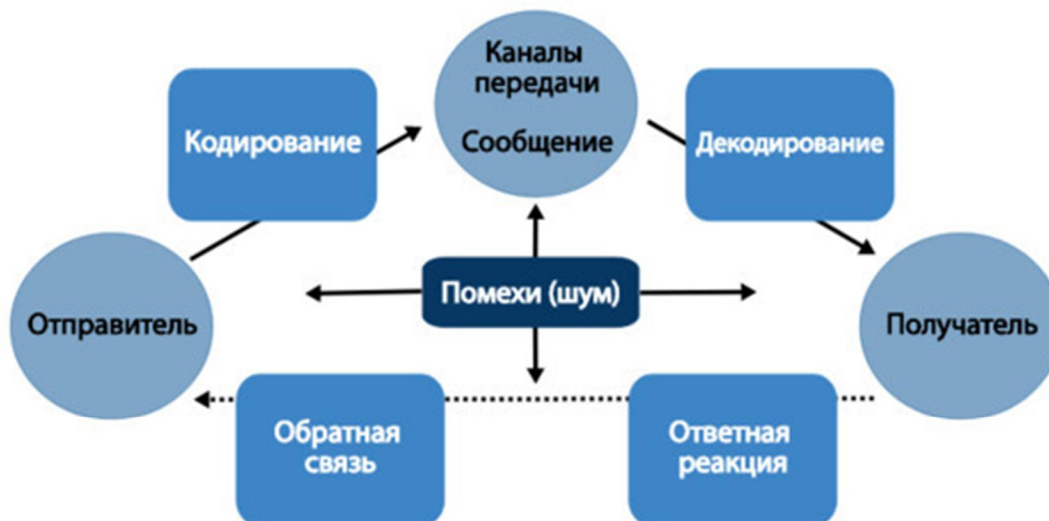 Каналы
передачи
Сообщение
Кодирование
Декодирование
Помехи (шум)
Отправитель
Получатель
Обратная
связь
Ответная
реакция